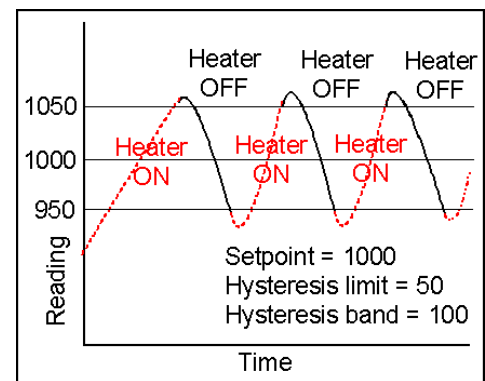 Heater Heater Heater
OFF OFF OFF
1050
Heater Heater Heater
1000
ON ON ON
950
Setpoint = 1000
Hysteresis limit = 50
Hysteresis band = 100
Reading
Time